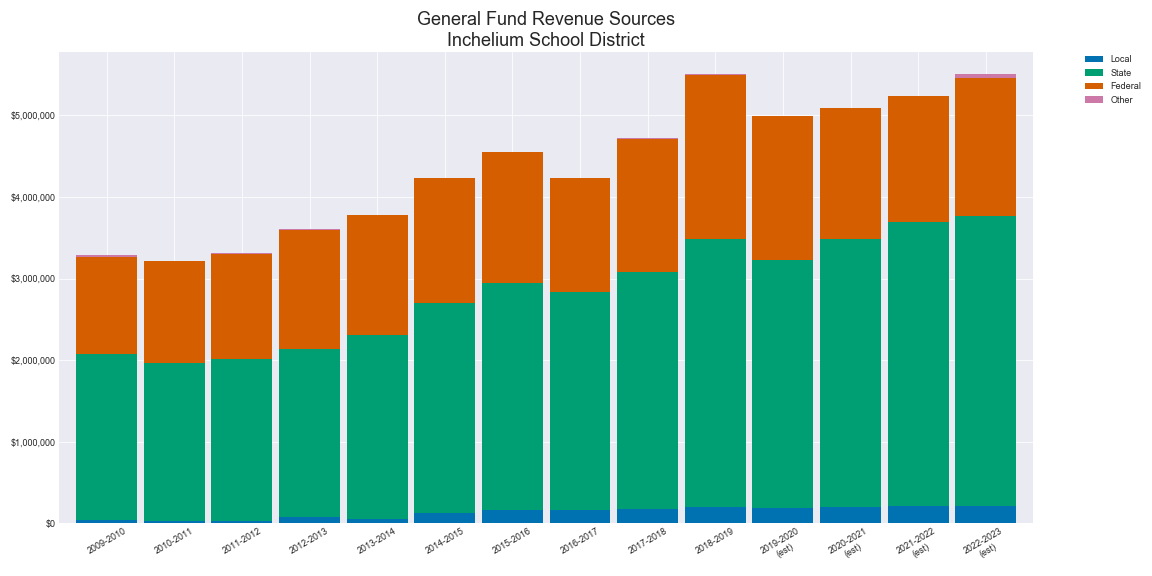 General Fund Revenue Sources
Inchelium School District
Local
State
Federal
Other
$5,000,000
$4,000,000
$3,000,000
$2,000,000
$1,000,000
$0
2009-2010
2010-2011
2011-2012
2012-2013
2013-2014
2014-2015
2015-2016
2016-2017
2017-2018
2018-2019
2019-2020
(est)
2020-2021
(est)
2021-2022
(est)
2022-2023
(est)